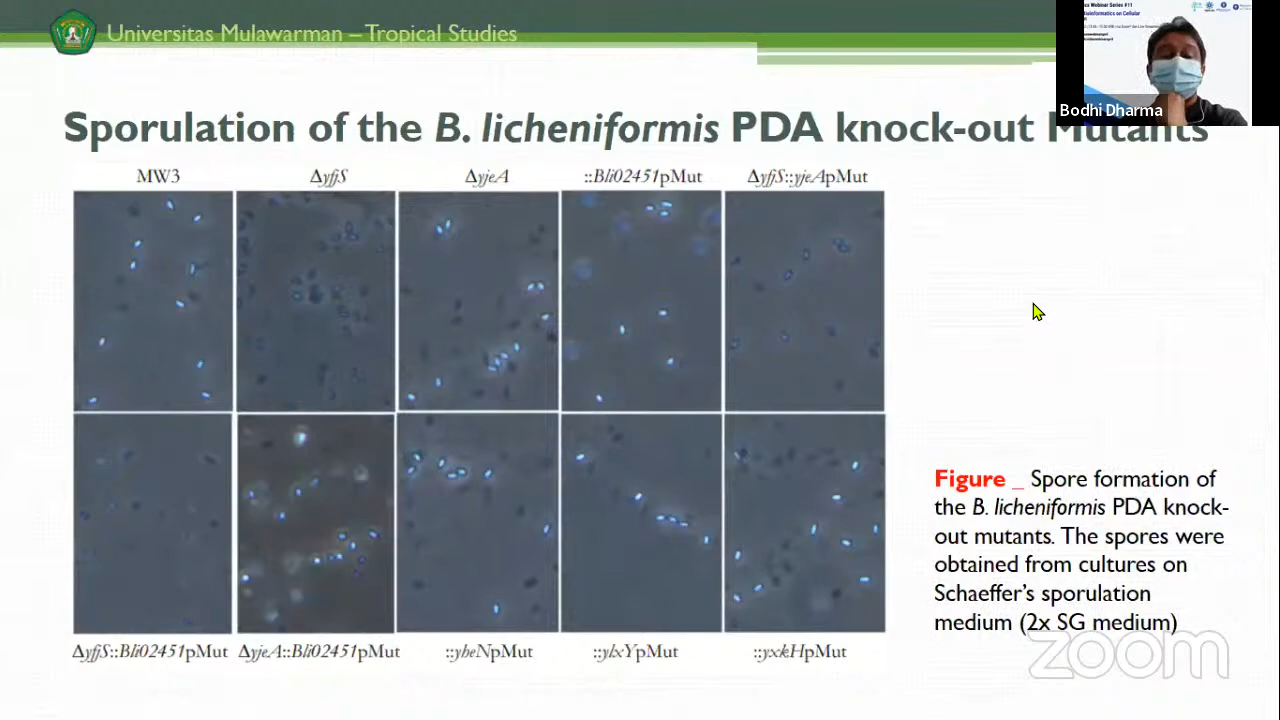 Universitas Mulawarman – Tropical Studies
Bodhi Dharma
Sporulation of the B. licheniformis PDA knock-out Mutants
MW3 ΔyfjS ΔyjeA ::Bli02451pMut ΔyfjS::yjeApMut
ΔyfjS::Bli02451pMut ΔyjeA::Bli02451pMut ::yheNpMut ::ylxYpMut ::yxkHpMut
Figure _ Spore formation of
the B. licheniformis PDA knock-
out mutants. The spores were
obtained from cultures on
Schaeffer's sporulation
medium (2x SG medium)
zoom